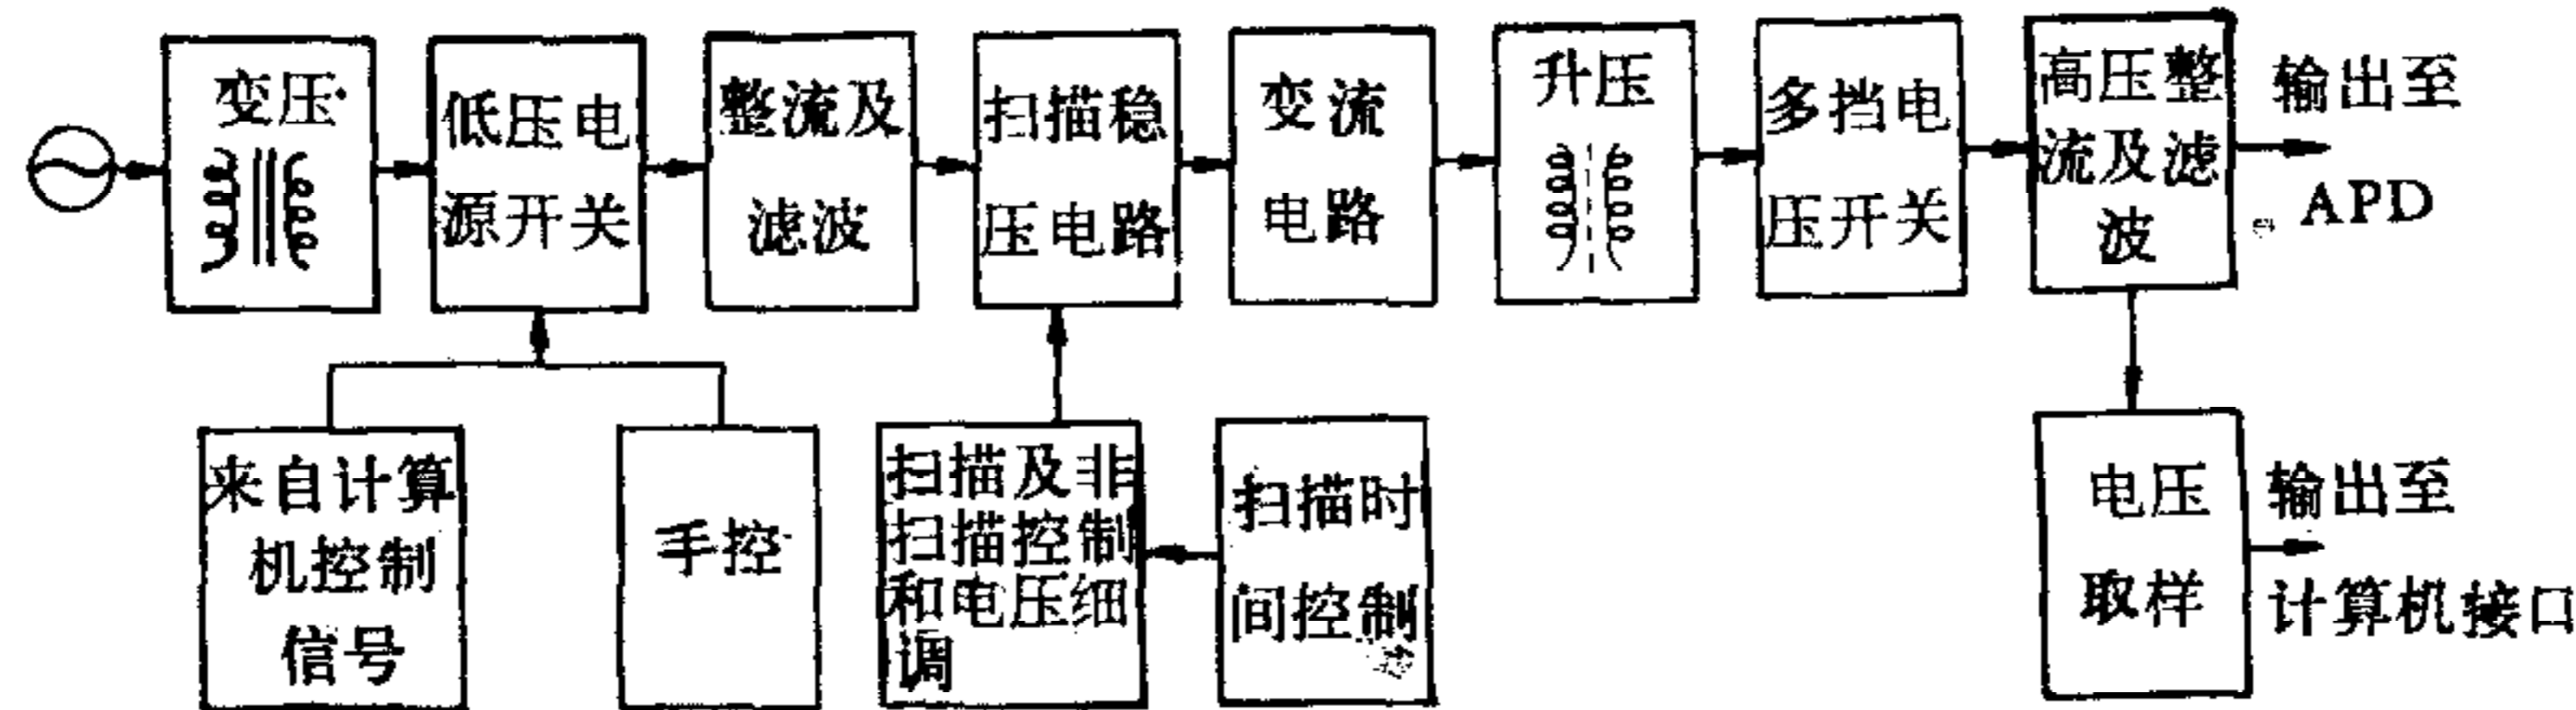 变压
低压电
源开关
整流及
滤波
扫描稳
压电路
变流
电路
升压
多挡电
压开关
高压整
流及滤
波
输出至
APD
来自计算
机控制
信号
手控
扫描及非
扫描控制
和电压细
调
扫描时
间控制
电压
取样
输出至
计算机接口